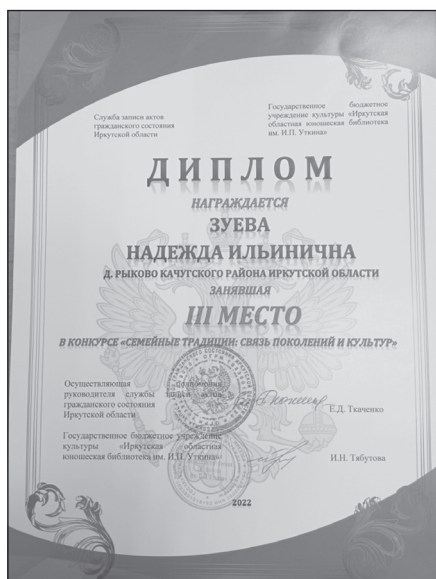 Служба записи актов
гражданского состояния
Иркутской области
Государственное бюджетное
учреждение культуры «Иркутская
областная юношеская библиотека
им. И.П. Уткина»
ДИПЛОМ
НАГРАЖДАЕТСЯ
ЗУЕВА
НАДЕЖДА ИЛЬИНИЧНА
Д. РЫКОВО КАЧУГСКОГО РАЙОНА ИРКУТСКОЙ ОБЛАСТИ
ЗАНЯВШАЯ
III МЕСТО
В КОНКУРСЕ «СЕМЕЙНЫЕ ТРАДИЦИИ: СВЯЗЬ ПОКОЛЕНИЙ И КУЛЬТУР»
Осуществляющая полномочия
руководителя службы записи актов
гражданского состояния
Иркутской области
Е.Д. Ткаченко
Государственное бюджетное учреждение
культуры «Иркутская областная
юношеская библиотека им. И.П. Уткина»
И.Н. Тябутова
2022